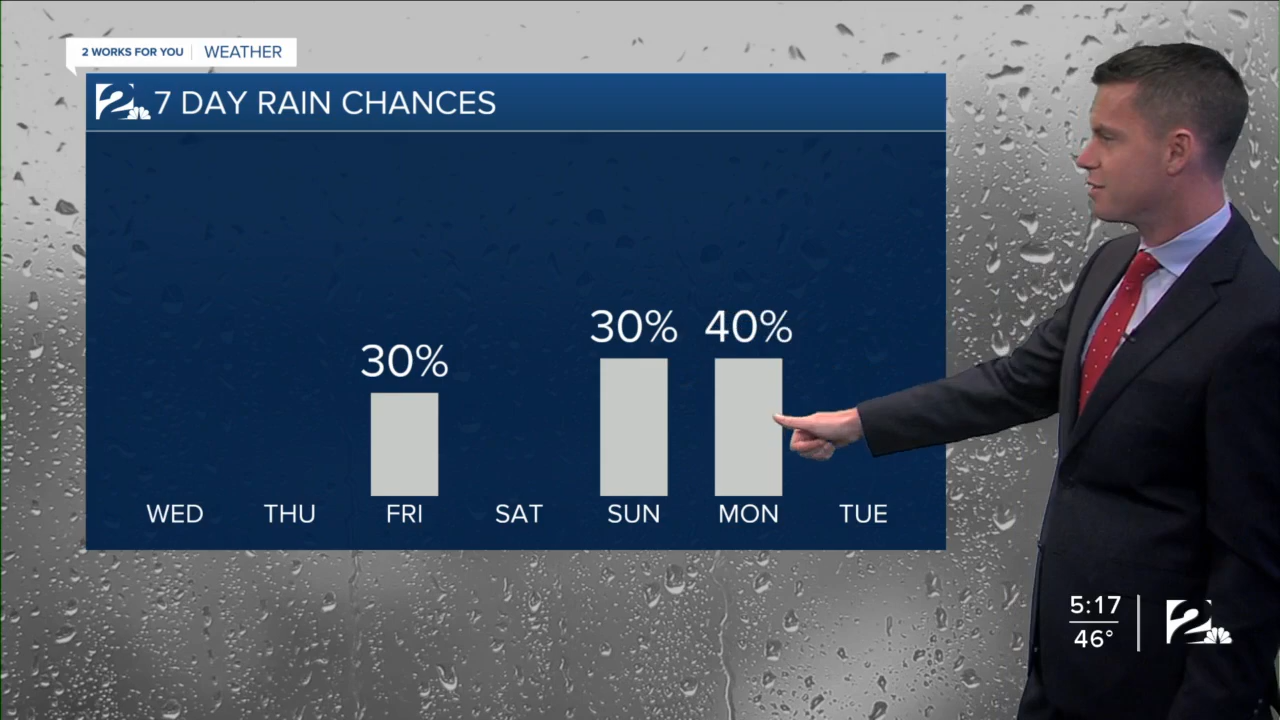 2 WORKS FOR YOU | WEATHER
2 7 DAY RAIN CHANCES
30% 30% 40%
WED THU FRI SAT SUN MON TUE
5:17
46° 2